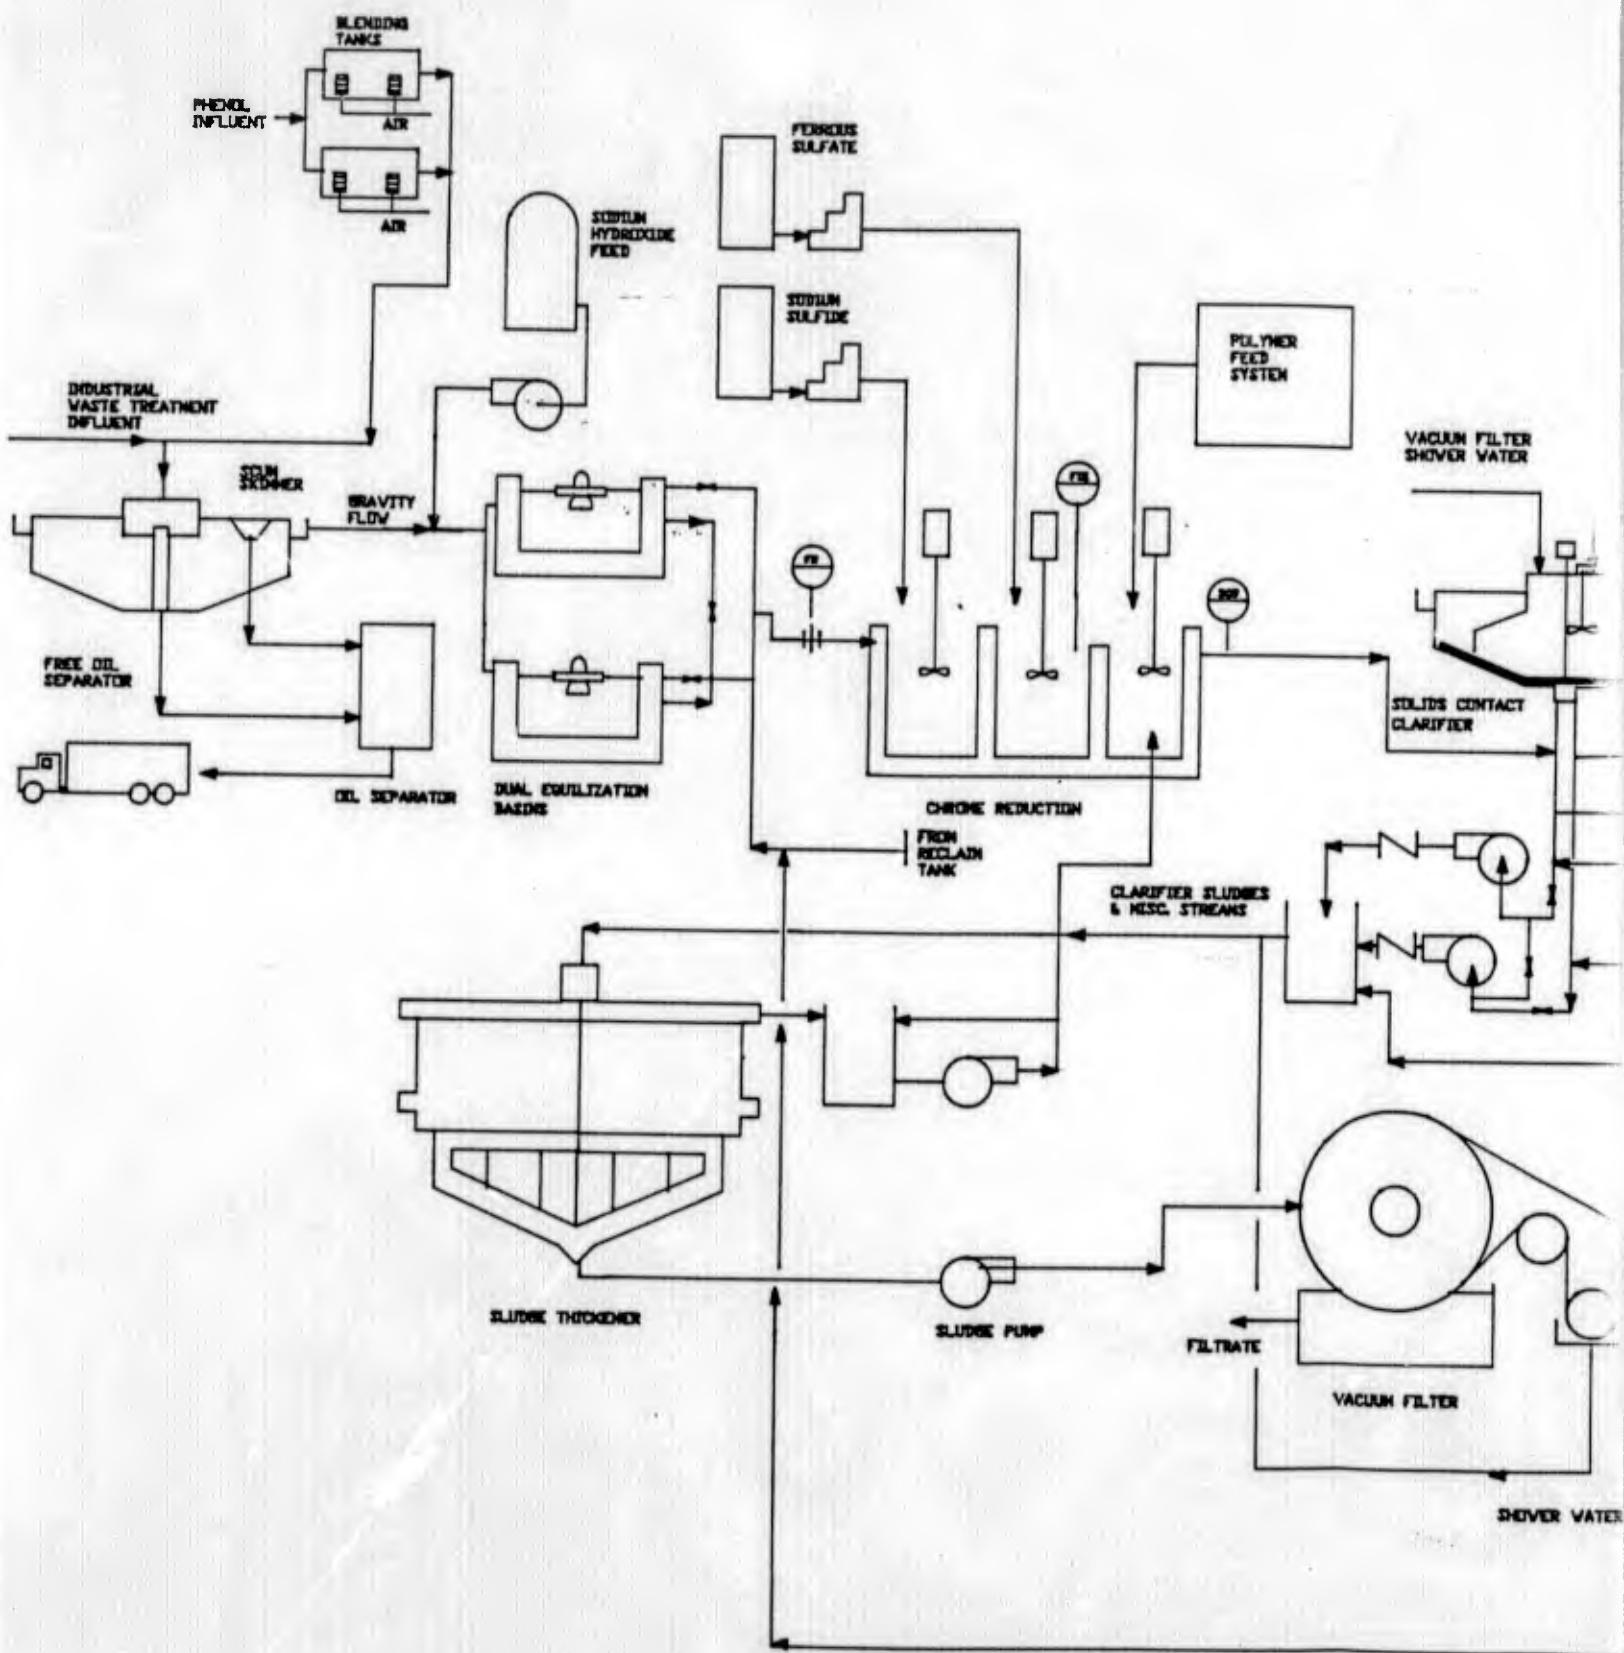 BLENDING
TANKS
PHENOL
INFLUENT
AIR
AIR
FERROUS
SULFATE
SODIUM
HYDROXIDE
FEED
SODIUM
SULFIDE
POLYMER
FEED
SYSTEM
INDUSTRIAL
WASTE TREATMENT
INFLUENT
SCUM
SKIMMER
GRAVITY
FLOW
VACUUM FILTER
SHOWER WATER
FREE OIL
SEPARATOR
SOLIDS CONTACT
CLARIFIER
OIL SEPARATOR
DUAL EQUILIZATION
BASINS
CHROME REDUCTION
FROM
RECLAIM
TANK
CLARIFIER SLUDGES
& MISC. STREAMS
SLUDGE THICKENER
SLUDGE PUMP
FILTRATE
VACUUM FILTER
SHOWER WATER